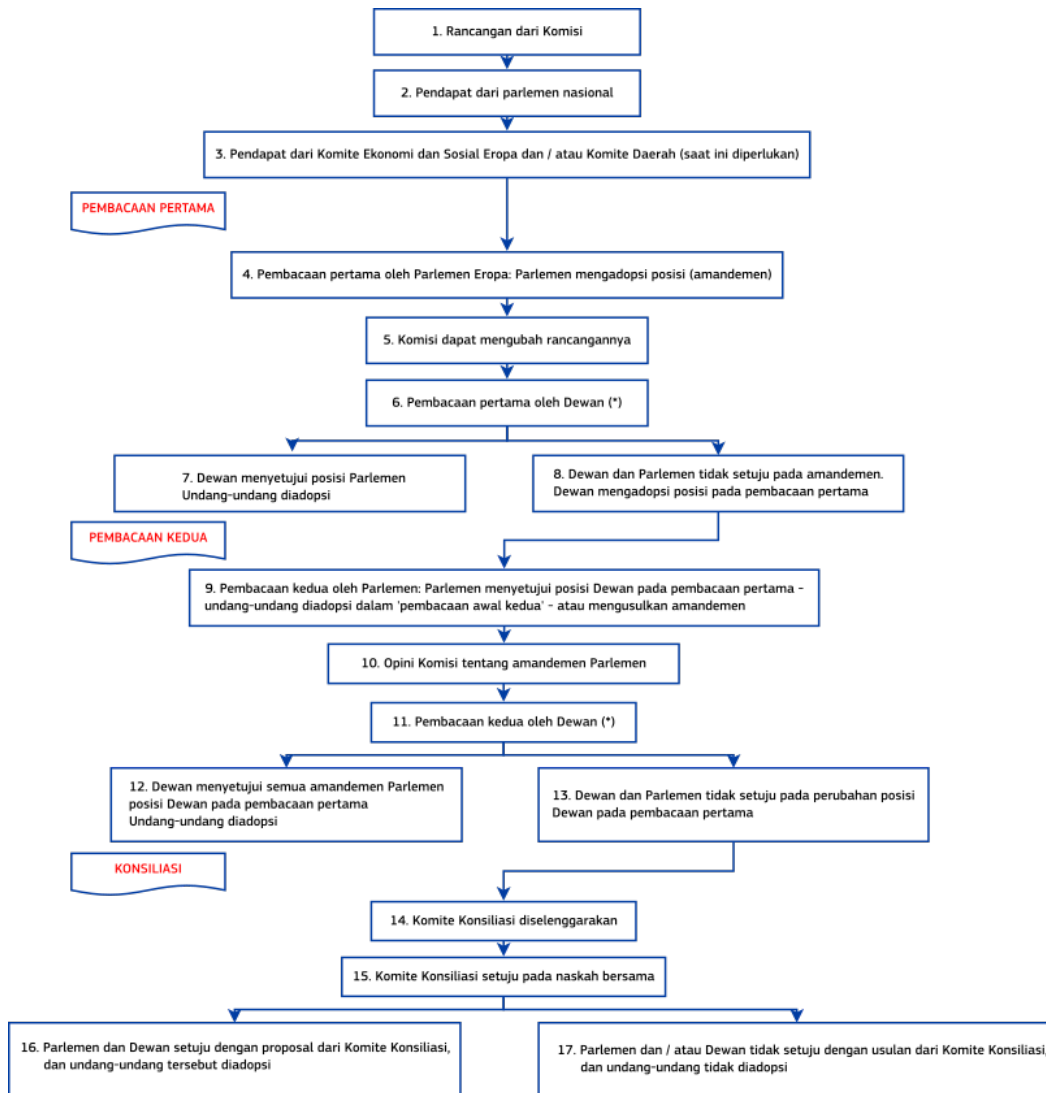 1. Rancangan dari Komisi
2. Pendapat dari parlemen nasional
3. Pendapat dari Komite Ekonomi dan Sosial Eropa dan / atau Komite Daerah (saat ini diperlukan)
PEMBACAAN PERTAMA
4. Pembacaan pertama oleh Parlemen Eropa: Parlemen mengadopsi posisi (amandemen)
5. Komisi dapat mengubah rancangannya
6. Pembacaan pertama oleh Dewan (*)
7. Dewan menyetujui posisi Parlemen
Undang-undang diadopsi
8. Dewan dan Parlemen tidak setuju pada amandemen.
Dewan mengadopsi posisi pada pembacaan pertama
PEMBACAAN KEDUA
9. Pembacaan kedua oleh Parlemen: Parlemen menyetujui posisi Dewan pada pembacaan pertama -
undang-undang diadopsi dalam 'pembacaan awal kedua' - atau mengusulkan amandemen
10. Opini Komisi tentang amandemen Parlemen
11. Pembacaan kedua oleh Dewan (*)
12. Dewan menyetujui semua amandemen Parlemen
posisi Dewan pada pembacaan pertama
Undang-undang diadopsi
13. Dewan dan Parlemen tidak setuju pada perubahan posisi
Dewan pada pembacaan pertama
KONSILIASI
14. Komite Konsiliasi diselenggarakan
15. Komite Konsiliasi setuju pada naskah bersama
16. Parlemen dan Dewan setuju dengan proposal dari Komite Konsiliasi,
dan undang-undang tersebut diadopsi
17. Parlemen dan / atau Dewan tidak setuju dengan usulan dari Komite Konsiliasi,
dan undang-undang tidak diadopsi